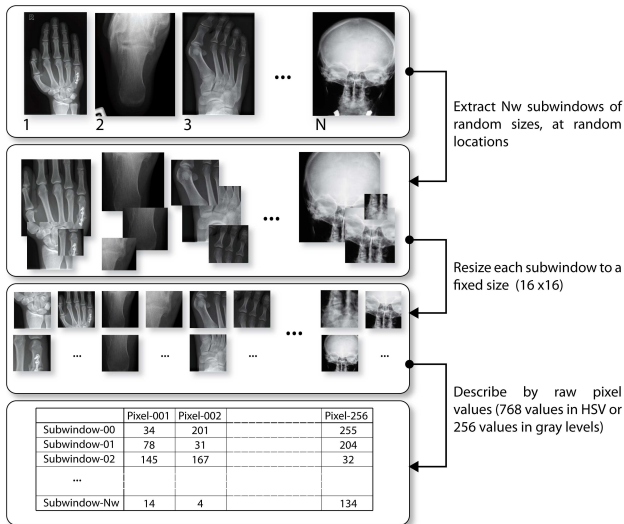 1
2
3
...
N
Extract Nw subwindows of
random sizes, at random
locations
...
Resize each subwindow to a
fixed size (16 x16)
...
... ... ... ...
Describe by raw pixel
values (768 values in HSV or
256 values in gray levels)
Pixel-001 Pixel-002 Pixel-256
Subwindow-00 34 201 255
Subwindow-01 78 31 204
Subwindow-02 145 167 32
...
Subwindow-Nw 14 4 134